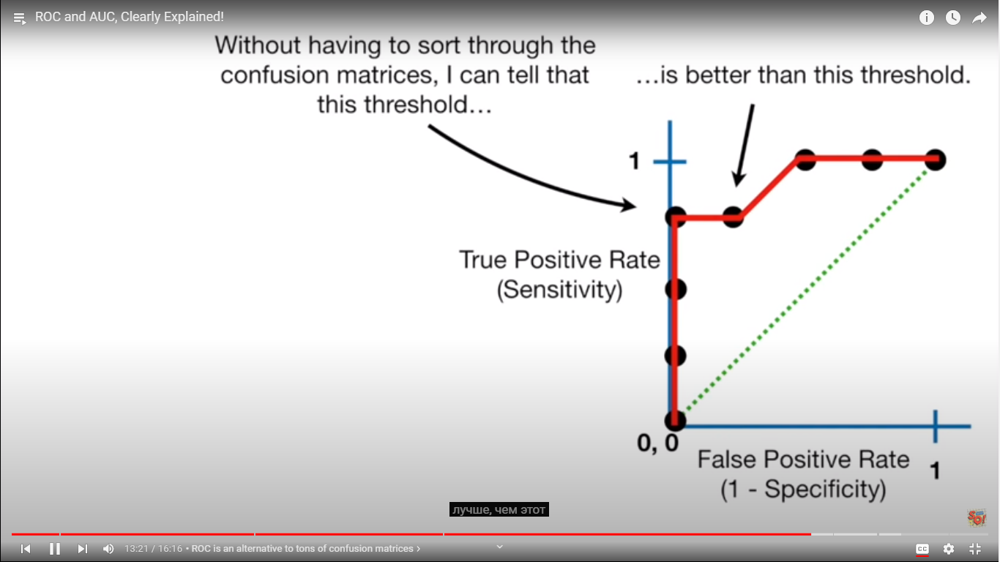 ROC and AUC, Clearly Explained!
Without having to sort through the
confusion matrices, I can tell that
this threshold…
…is better than this threshold.
1
True Positive Rate
(Sensitivity)
0, 0
False Positive Rate
(1 - Specificity)
1
лучше, чем этот
SQ!
13:21 / 16:16 • ROC is an alternative to tons of confusion matrices ›
CC